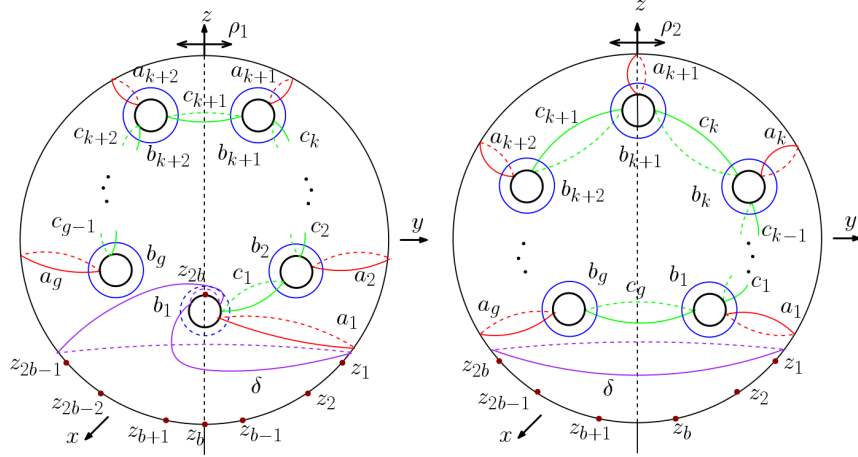 z z
ρ₁ ρ₂
a_{k+2} a_{k+1} a_{k+1}
c_{k+1} c_{k+1} c_k
c_{k+2} c_k a_{k+2} a_k
b_{k+2} b_{k+1} b_{k+1}
b_{k+2} b_k
c_{g-1} c_2 y c_{k-1} y
b_g z_{2b} b_2
a_g c_1 a_2 b_g c_g b_1 c_1
b_1 a_1 a_g a_1
z_{2b-1} z_1 z_{2b} z_1
δ δ
z_{2b-2} z_2 z_{2b-1} z_2
x z_{b+1} z_b z_{b-1} x z_{b+1} z_b